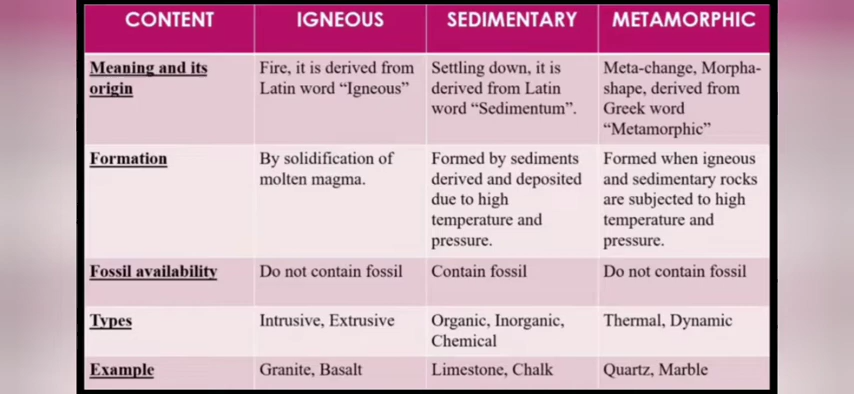 CONTENT IGNEOUS SEDIMENTARY METAMORPHIC
Meaning and its
origin
Fire, it is derived from
Latin word “Igneous”
Settling down, it is
derived from Latin
word “Sedimentum”.
Meta-change, Morpha-
shape, derived from
Greek word
“Metamorphic”
Formation
By solidification of
molten magma.
Formed by sediments
derived and deposited
due to high
temperature and
pressure.
Formed when igneous
and sedimentary rocks
are subjected to high
temperature and
pressure.
Fossil availability
Do not contain fossil
Contain fossil
Do not contain fossil
Types
Intrusive, Extrusive
Organic, Inorganic,
Chemical
Thermal, Dynamic
Example
Granite, Basalt
Limestone, Chalk
Quartz, Marble